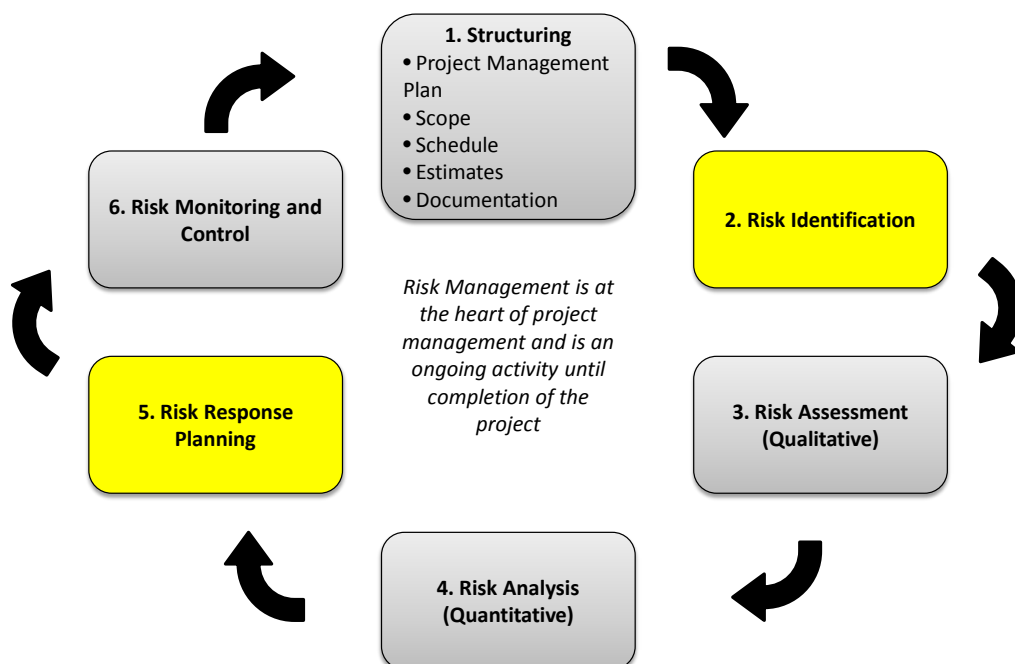 1. Structuring
• Project Management
Plan
• Scope
• Schedule
• Estimates
• Documentation
2. Risk Identification
3. Risk Assessment
(Qualitative)
4. Risk Analysis
(Quantitative)
5. Risk Response
Planning
6. Risk Monitoring and
Control
Risk Management is at
the heart of project
management and is an
ongoing activity until
completion of the
project